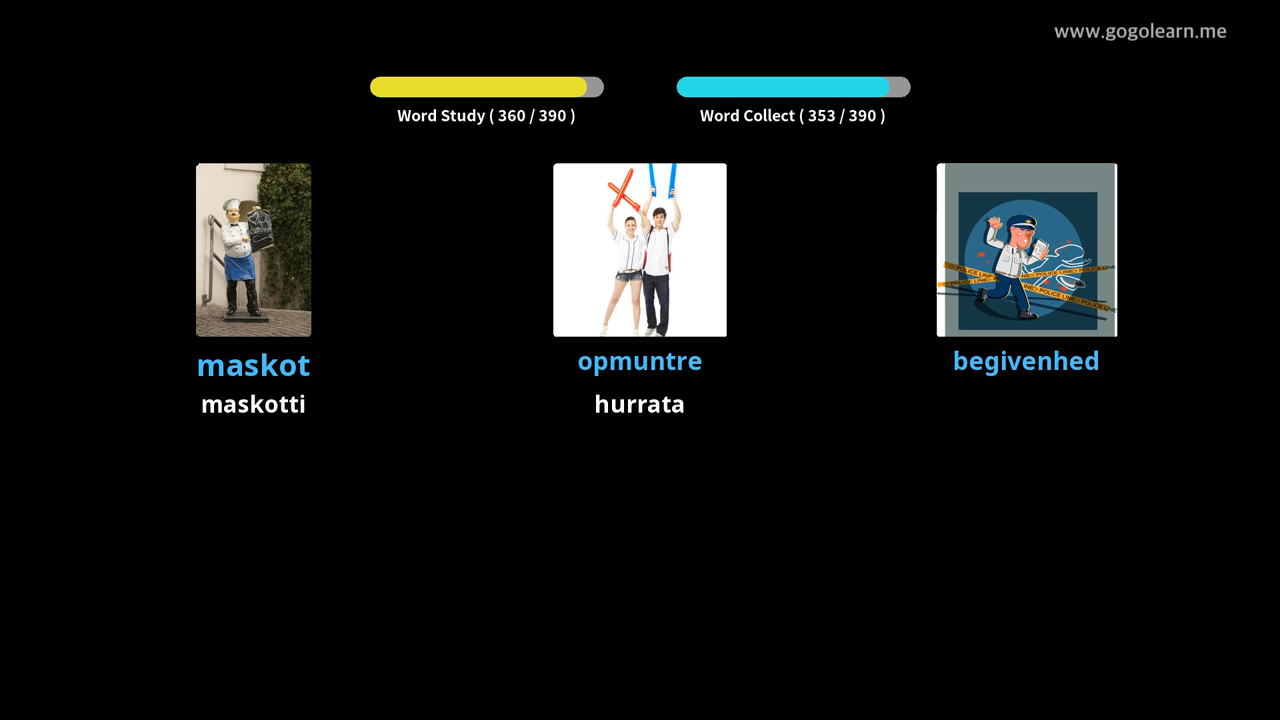 www.gogolearn.me
Word Study ( 360 / 390 )
Word Collect ( 353 / 390 )
maskot
maskotti
opmuntre
hurrata
begivenhed